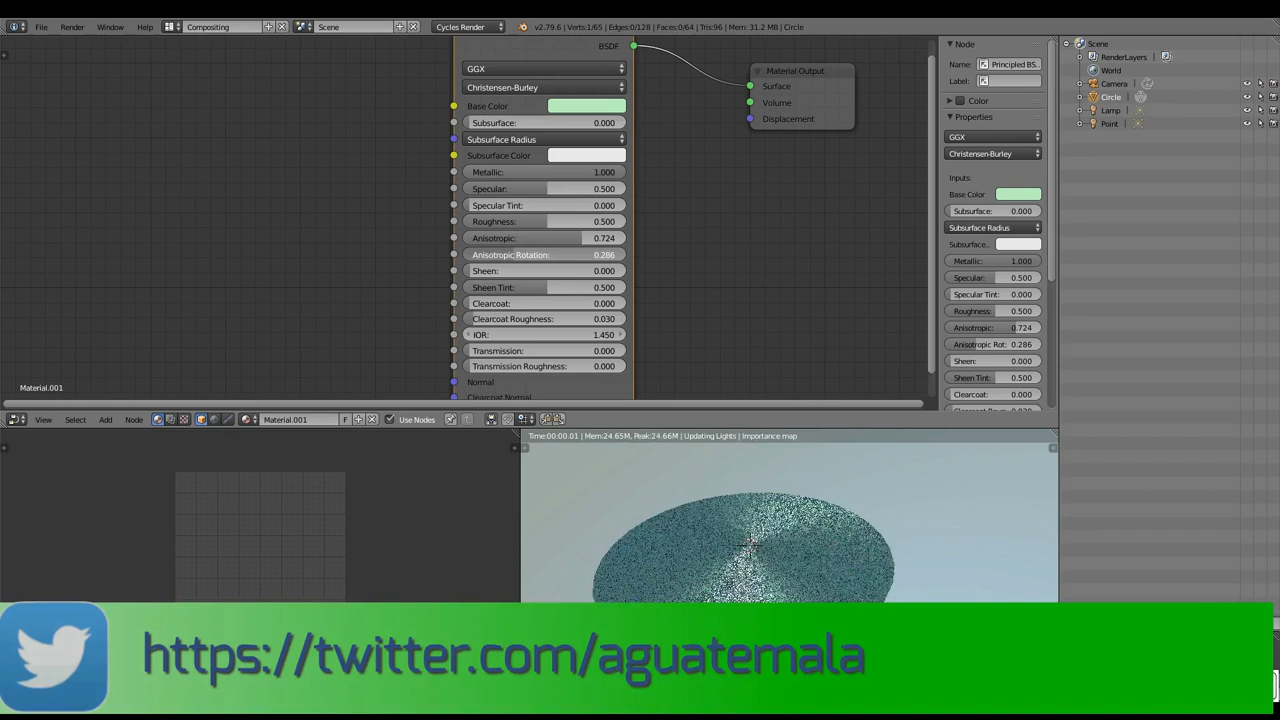 File Render Window Help Compositing Scene Cycles Render v2.79.6 | Verts:1/65 | Edges:0/128 | Faces:0/64 | Tris:96 | Mem: 31.2 MB | Circle
BSDF
GGX
Christensen-Burley
Base Color
Subsurface: 0.000
Subsurface Radius
Subsurface Color
Metallic: 1.000
Specular: 0.500
Specular Tint: 0.000
Roughness: 0.500
Anisotropic: 0.724
Anisotropic Rotation: 0.286
Sheen: 0.000
Sheen Tint: 0.500
Clearcoat: 0.000
Clearcoat Roughness: 0.030
IOR: 1.450
Transmission: 0.000
Transmission Roughness: 0.000
Normal
Clearcoat Normal
Material Output
Surface
Volume
Displacement
Node
Name: Principled BS..
Label:
Color
Properties
GGX
Christensen-Burley
Inputs:
Base Color
Subsurface: 0.000
Subsurface Radius
Subsurface..
Metallic: 1.000
Specular: 0.500
Specular Tint: 0.000
Roughness: 0.500
Anisotropic: 0.724
Anisotropic Rot: 0.286
Sheen: 0.000
Sheen Tint: 0.500
Clearcoat: 0.000
Scene
RenderLayers
World
Camera
Circle
Lamp
Point
Material.001
View Select Add Node Material.001 F Use Nodes
Time:00:00.01 | Mem:24.65M, Peak:24.66M | Updating Lights | Importance map
https://twitter.com/aguatemala